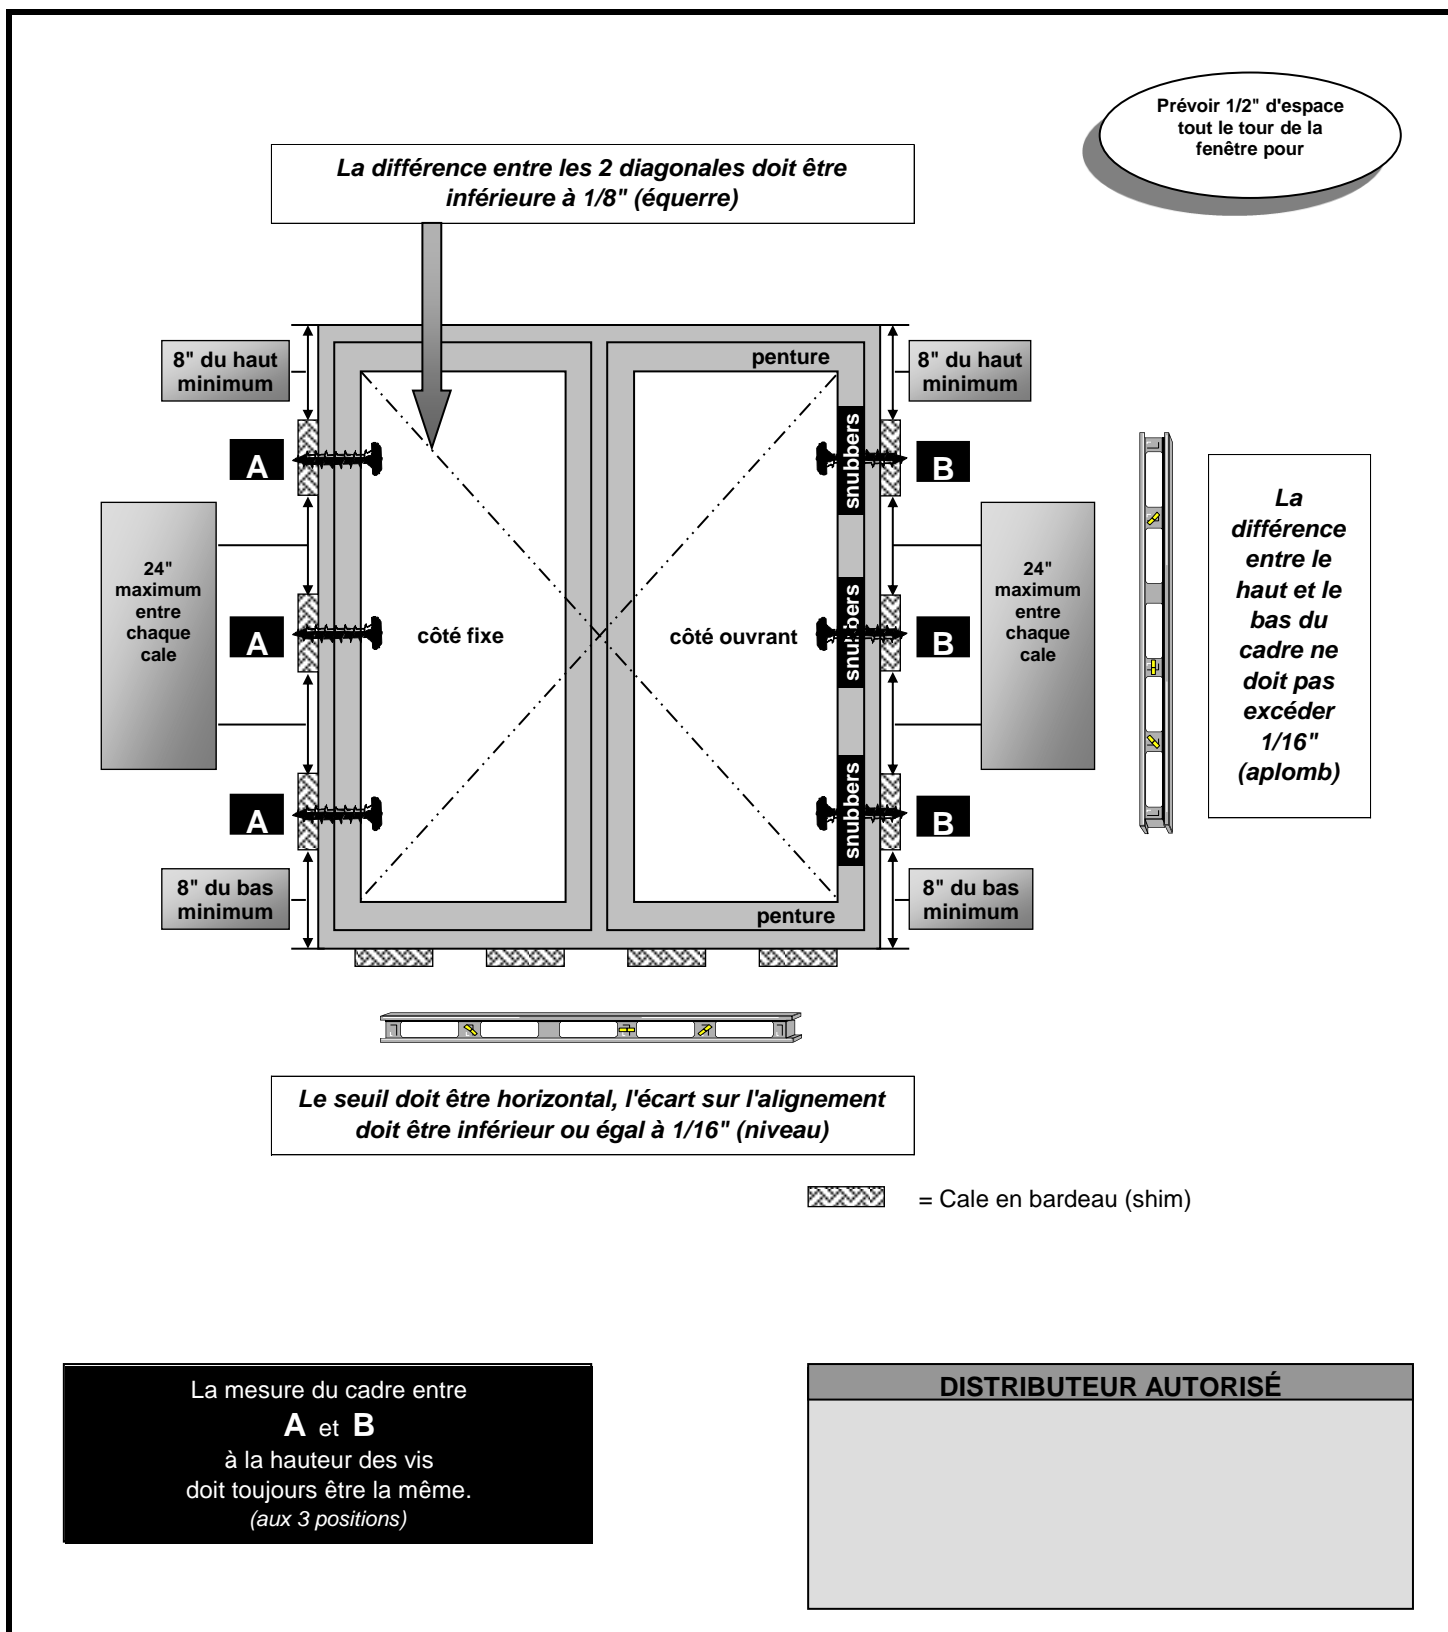 Prévoir 1/2" d'espace
tout le tour de la
fenêtre pour
La différence entre les 2 diagonales doit être
inférieure à 1/8" (équerre)
8" du haut
minimum
penture
8" du haut
minimum
A
snubbers
B
24"
maximum
entre
chaque
cale
A
côté fixe
côté ouvrant
snubbers
B
24"
maximum
entre
chaque
cale
La
différence
entre le
haut et le
bas du
cadre ne
doit pas
excéder
1/16"
(aplomb)
A
snubbers
B
8" du bas
minimum
penture
8" du bas
minimum
Le seuil doit être horizontal, l'écart sur l'alignement
doit être inférieur ou égal à 1/16" (niveau)
= Cale en bardeau (shim)
La mesure du cadre entre
A et B
à la hauteur des vis
doit toujours être la même.
(aux 3 positions)
DISTRIBUTEUR AUTORISÉ